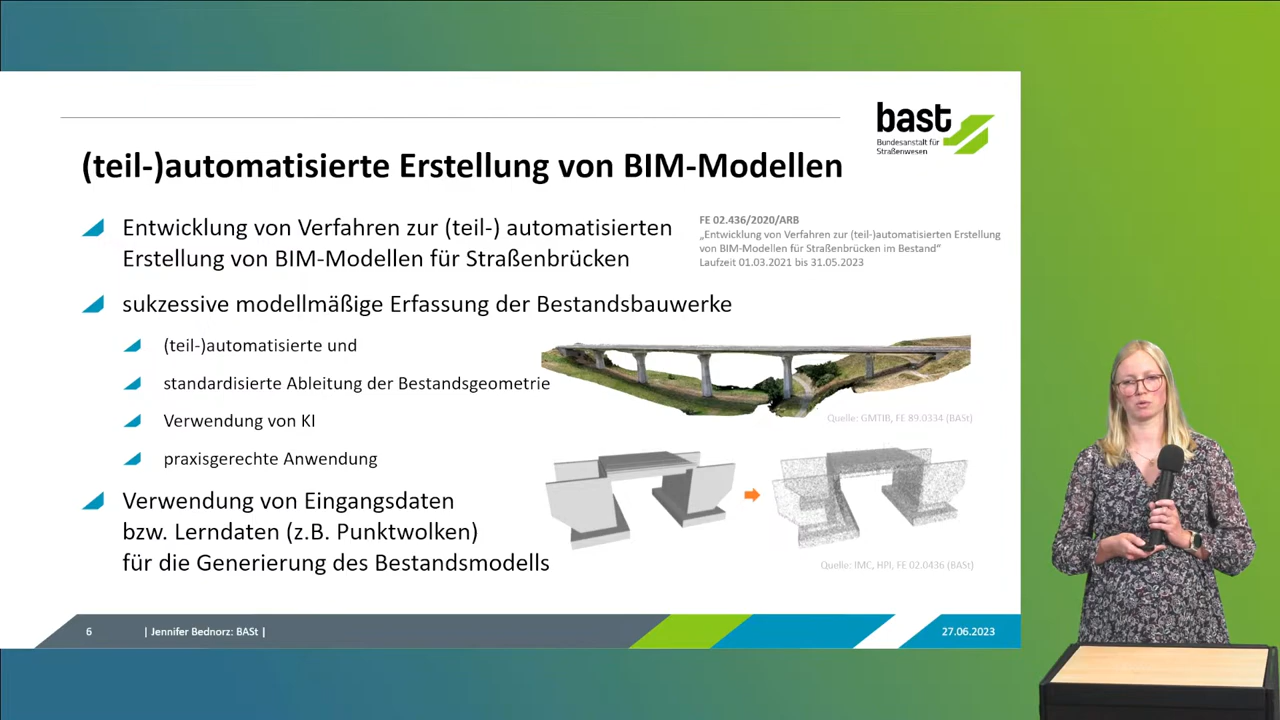 bast
Bundesanstalt für
Straßenwesen
(teil-)automatisierte Erstellung von BIM-Modellen
Entwicklung von Verfahren zur (teil-) automatisierten
Erstellung von BIM-Modellen für Straßenbrücken
FE 02.436/2020/ARB
„Entwicklung von Verfahren zur (teil-)automatisierten Erstellung
von BIM-Modellen für Straßenbrücken im Bestand“
Laufzeit 01.03.2021 bis 31.05.2023
sukzessive modellmäßige Erfassung der Bestandsbauwerke
(teil-)automatisierte und
standardisierte Ableitung der Bestandsgeometrie
Verwendung von KI
praxisgerechte Anwendung
Quelle: GMTIB, FE 89.0334 (BASt)
Verwendung von Eingangsdaten
bzw. Lerndaten (z.B. Punktwolken)
für die Generierung des Bestandsmodells
Quelle: IMC, HPI, FE 02.0436 (BASt)
6 | Jennifer Bednorz: BASt | 27.06.2023